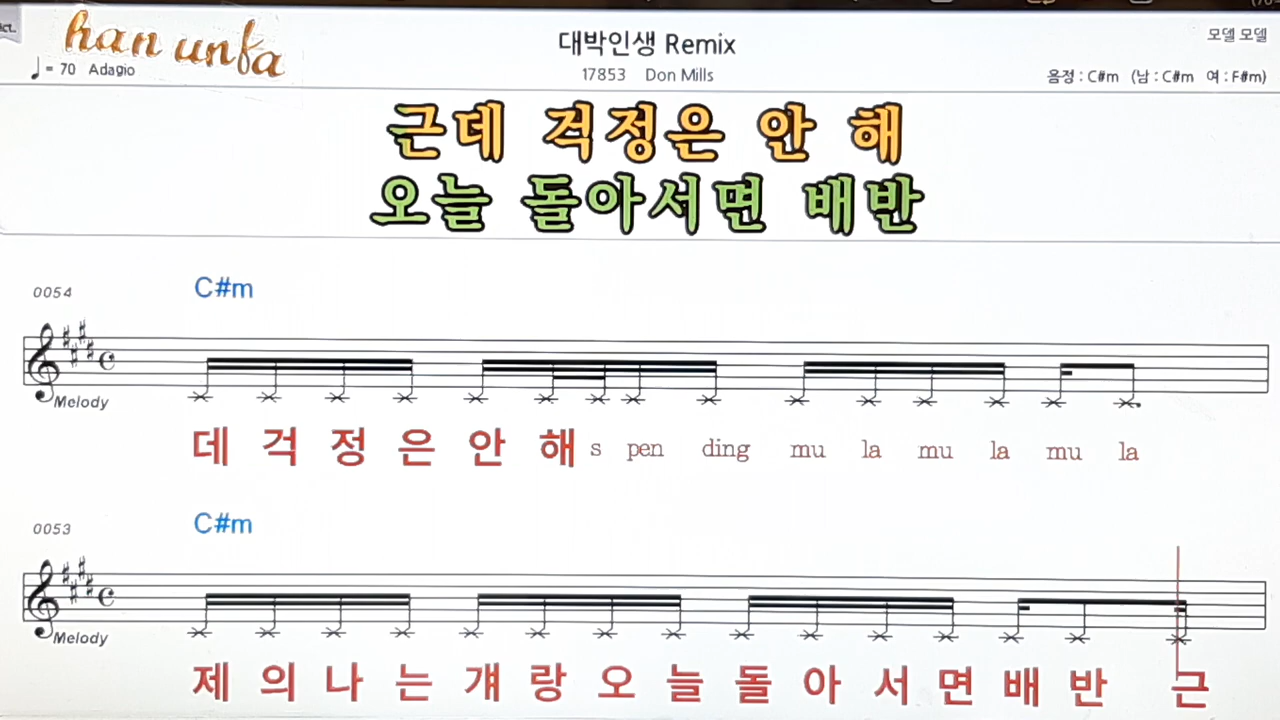 han unfa
♩= 70 Adagio
대박인생 Remix
17853 Don Mills
모델 모델
음정 : C#m (남 : C#m 여 : F#m)
근데 걱정은 안 해
오늘 돌아서면 배반
0054
C#m
Melody
데 걱 정 은 안 해 s pen ding mu la mu la mu la
0053
C#m
Melody
제 의 나 는 걔 랑 오 늘 돌 아 서 면 배 반 근